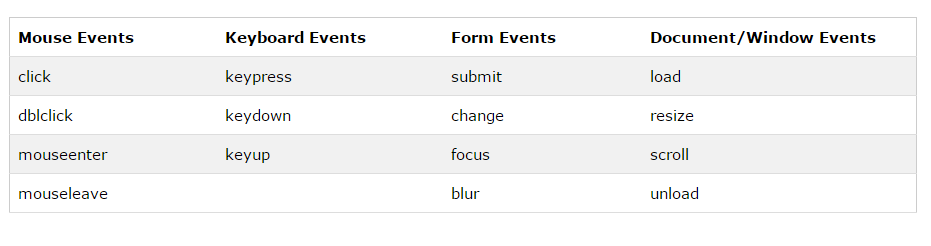 Mouse Events Keyboard Events Form Events Document/Window Events
click keypress submit load
dblclick keydown change resize
mouseenter keyup focus scroll
mouseleave blur unload